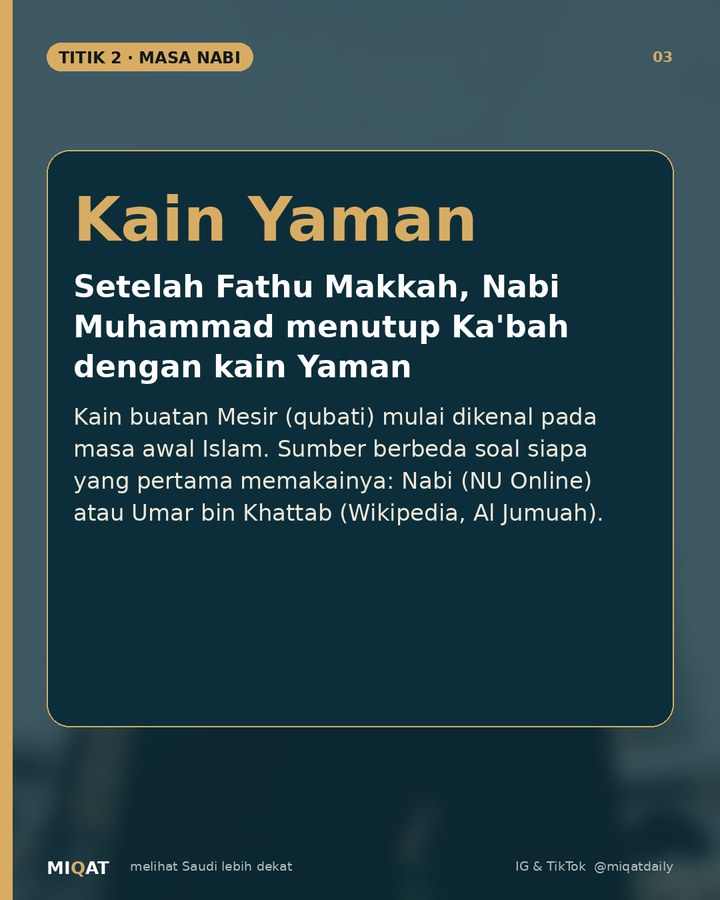 TITIK 2 · MASA NABI
03
Kain Yaman
Setelah Fathu Makkah, Nabi
Muhammad menutup Ka'bah
dengan kain Yaman
Kain buatan Mesir (qubati) mulai dikenal pada
masa awal Islam. Sumber berbeda soal siapa
yang pertama memakainya: Nabi (NU Online)
atau Umar bin Khattab (Wikipedia, Al Jumuah).
MIQAT melihat Saudi lebih dekat
IG & TikTok @miqatdaily